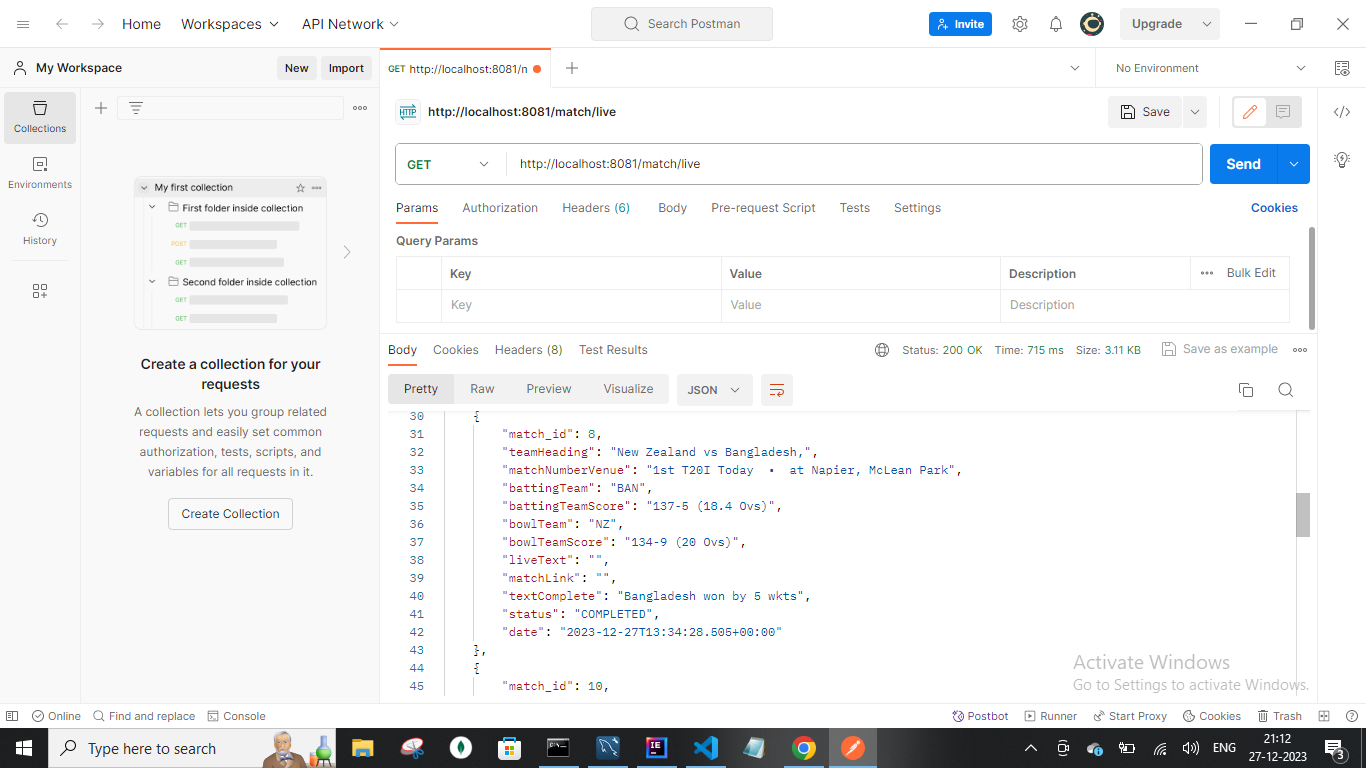 Home
Workspaces
API Network
Search Postman
Invite
Upgrade
My Workspace
New
Import
GET http://localhost:8081/n
No Environment
Collections
Environments
History
My first collection
First folder inside collection
GET
POST
GET
Second folder inside collection
GET
GET
Create a collection for your
requests
A collection lets you group related
requests and easily set common
authorization, tests, scripts, and
variables for all requests in it.
Create Collection
HTTP http://localhost:8081/match/live
Save
GET
http://localhost:8081/match/live
Send
Params Authorization Headers (6) Body Pre-request Script Tests Settings
Cookies
Query Params
Key Value Description
Bulk Edit
Key Value Description
Body Cookies Headers (8) Test Results
Status: 200 OK Time: 715 ms Size: 3.11 KB
Save as example
Pretty Raw Preview Visualize JSON
30 {
31 "match_id": 8,
32 "teamHeading": "New Zealand vs Bangladesh,",
33 "matchNumberVenue": "1st T20I Today  •  at Napier, McLean Park",
34 "battingTeam": "BAN",
35 "battingTeamScore": "137-5 (18.4 Ovs)",
36 "bowlTeam": "NZ",
37 "bowlTeamScore": "134-9 (20 Ovs)",
38 "liveText": "",
39 "matchLink": "",
40 "textComplete": "Bangladesh won by 5 wkts",
41 "status": "COMPLETED",
42 "date": "2023-12-27T13:34:28.505+00:00"
43 },
44 {
45 "match_id": 10,
Activate Windows
Go to Settings to activate Windows.
Online
Find and replace
Console
Postbot
Runner
Start Proxy
Cookies
Trash
Type here to search
IE
ENG
21:12
27-12-2023
3